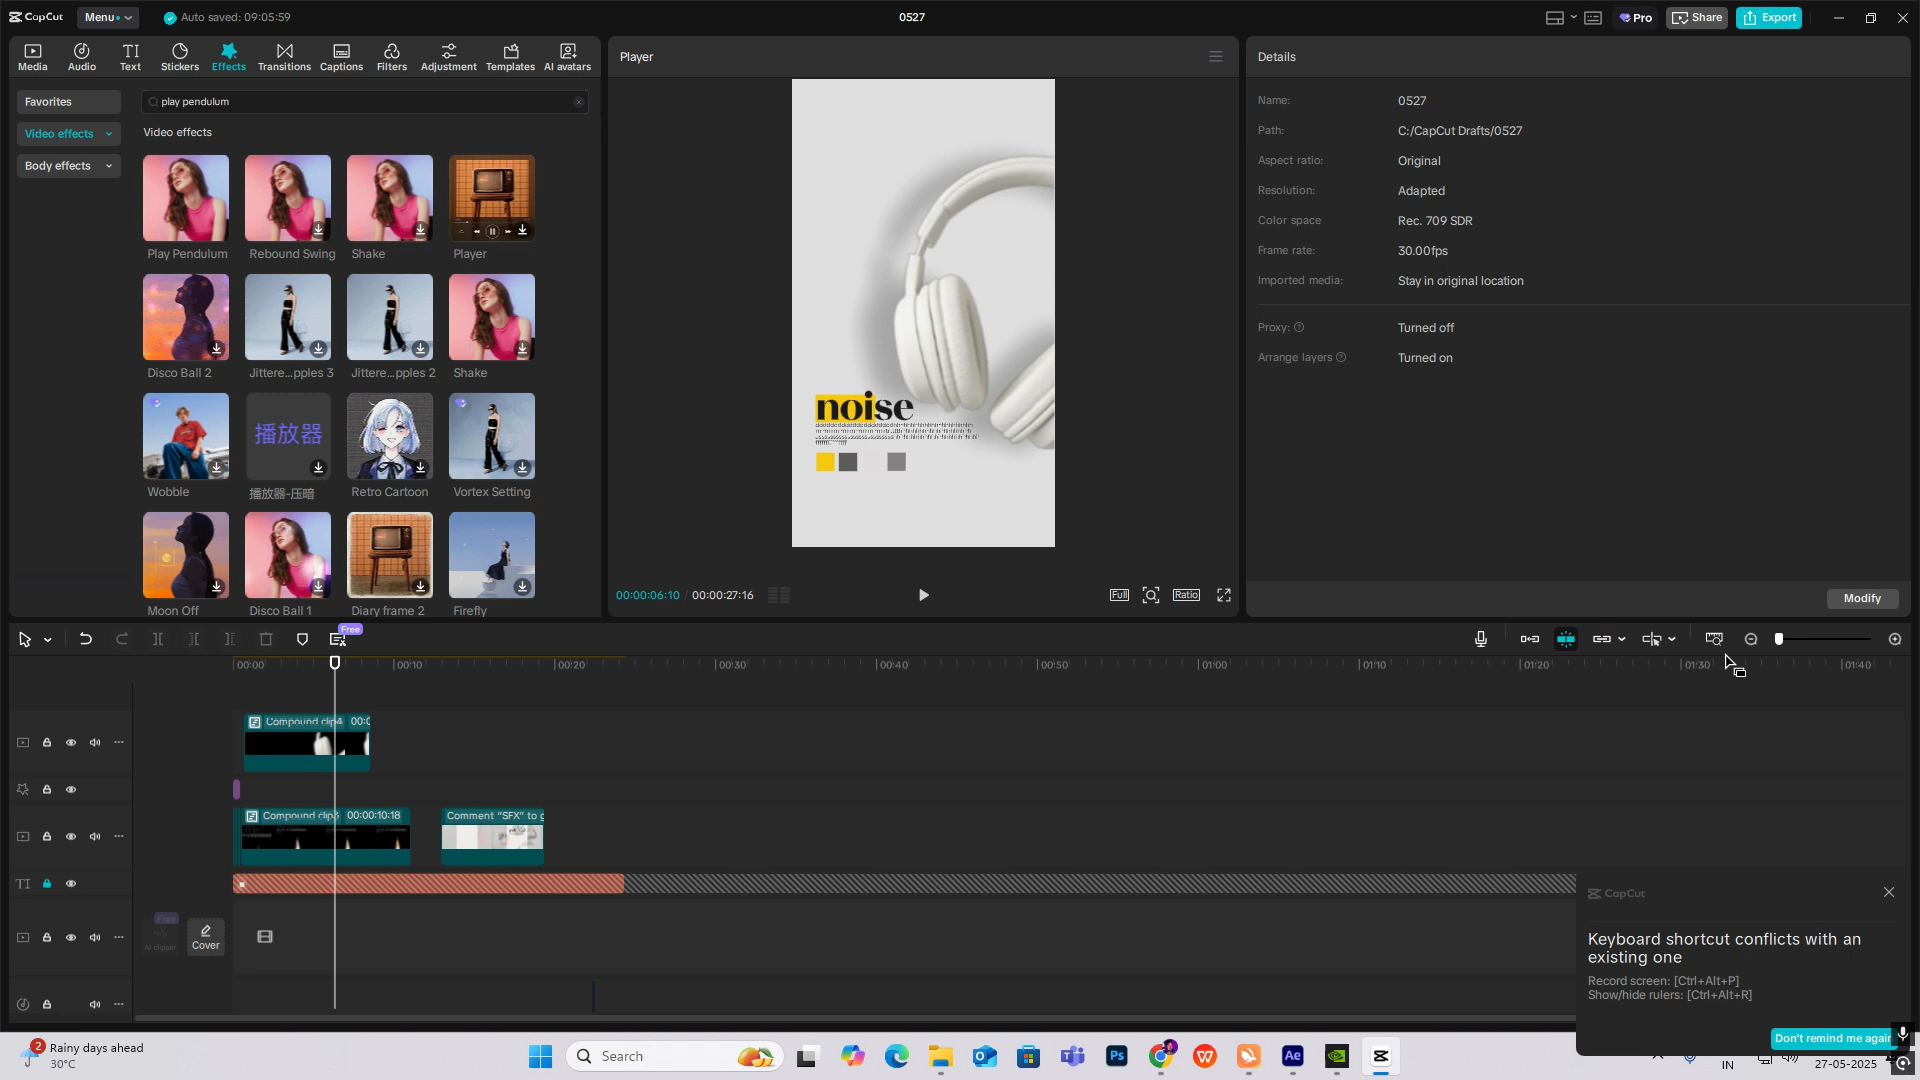 CapCut
Menu
Auto saved: 09:05:59
0527
Pro
Share
Export
Media
Audio
Text
Stickers
Effects
Transitions
Captions
Filters
Adjustment
Templates
AI avatars
Favorites
Video effects
Body effects
play pendulum
Video effects
Play Pendulum
Rebound Swing
Shake
Player
Disco Ball 2
Jittere...pples 3
Jittere...pples 2
Shake
Wobble
播放器
播放器-压暗
Retro Cartoon
Vortex Setting
Moon Off
Disco Ball 1
Diary frame 2
Firefly
Player
noise
00:00:06:10 / 00:00:27:16
Full
Ratio
Details
Name: 0527
Path: C:/CapCut Drafts/0527
Aspect ratio: Original
Resolution: Adapted
Color space Rec. 709 SDR
Frame rate: 30.00fps
Imported media: Stay in original location
Proxy: Turned off
Arrange layers Turned on
Modify
Free
00:00
00:10
00:20
00:30
00:40
00:50
01:00
01:10
01:20
01:30
01:40
Compound clip4 00:0
Compound clip3 00:00:10:18
Comment "SFX" to g
TI
Free
AI clipper
Cover
CapCut
Keyboard shortcut conflicts with an
existing one
Record screen: [Ctrl+Alt+P]
Show/hide rulers: [Ctrl+Alt+R]
Don't remind me again
2
Rainy days ahead
30°C
Search
Ps
Ae
IN
27-05-2025